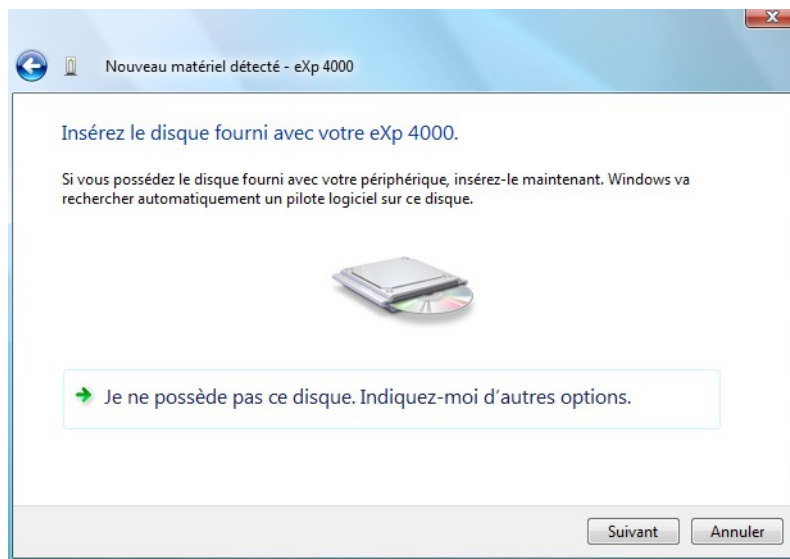 Nouveau matériel détecté - eXp 4000
Insérez le disque fourni avec votre eXp 4000.
Si vous possédez le disque fourni avec votre périphérique, insérez-le maintenant. Windows va
rechercher automatiquement un pilote logiciel sur ce disque.
Je ne possède pas ce disque. Indiquez-moi d'autres options.
Suivant Annuler